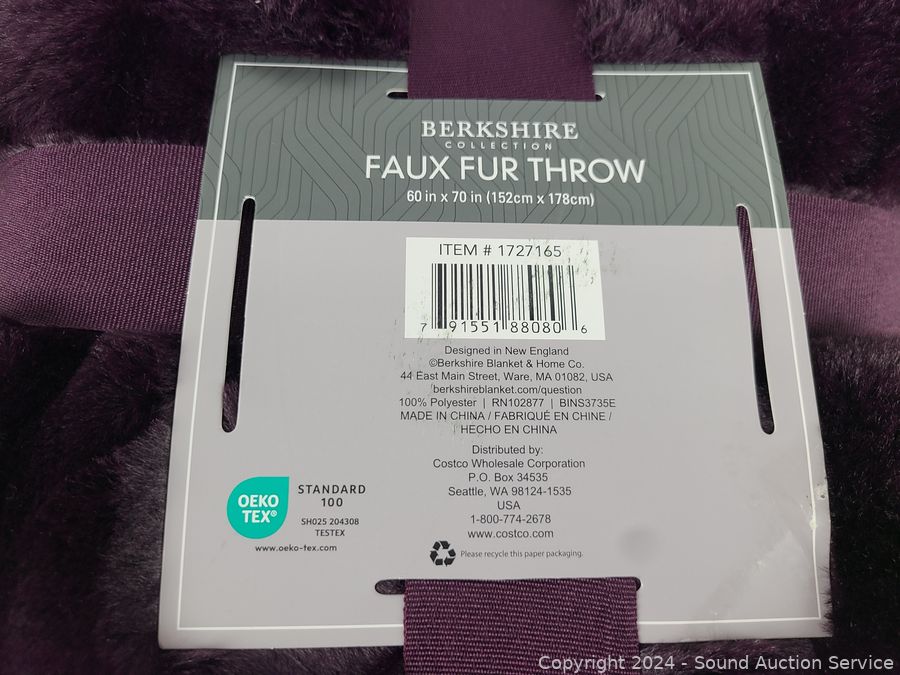 BERKSHIRE
COLLECTION
FAUX FUR THROW
60 in x 70 in (152cm x 178cm)
ITEM # 1727165
7 91551 88080 6
Designed in New England
©Berkshire Blanket & Home Co.
44 East Main Street, Ware, MA 01082, USA
berkshireblanket.com/question
100% Polyester | RN102877 | BINS3735E
MADE IN CHINA / FABRIQUÉ EN CHINE /
HECHO EN CHINA
Distributed by:
Costco Wholesale Corporation
P.O. Box 34535
Seattle, WA 98124-1535
USA
1-800-774-2678
www.costco.com
Please recycle this paper packaging.
OEKO
TEX®
STANDARD
100
SH025 204308
TESTEX
www.oeko-tex.com
Copyright 2024 - Sound Auction Service